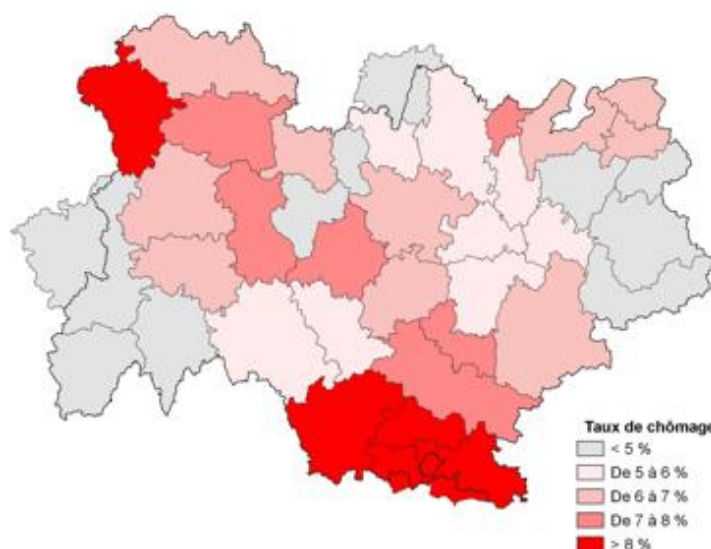 Taux de chômage
< 5 %
De 5 à 6 %
De 6 à 7 %
De 7 à 8 %
> 8 %